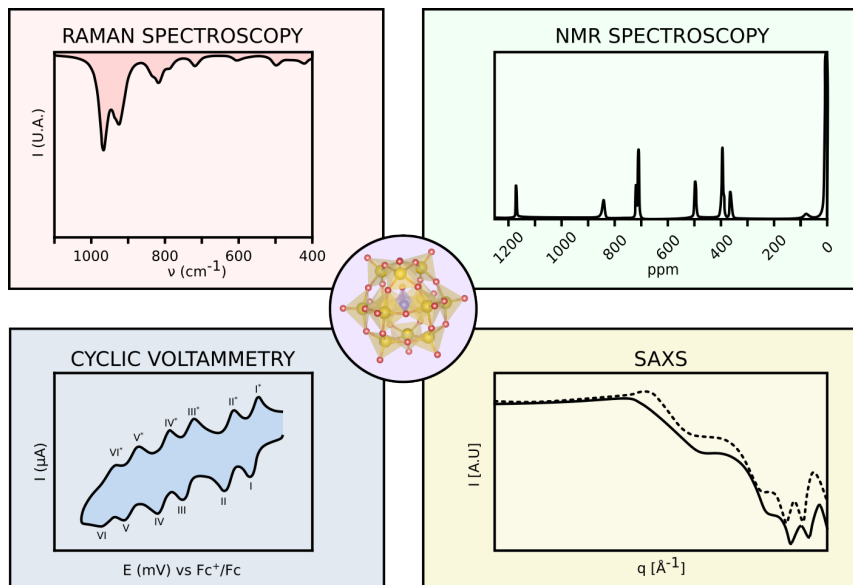 RAMAN SPECTROSCOPY
I (U.A.)
1000 800 600 400
ν (cm⁻¹)
NMR SPECTROSCOPY
1200 1000 800 600 400 200 0
ppm
CYCLIC VOLTAMMETRY
I (μA)
VI* V* IV* III* II* I*
VI V IV III II I
E (mV) vs Fc⁺/Fc
SAXS
I [A.U]
q [Å⁻¹]